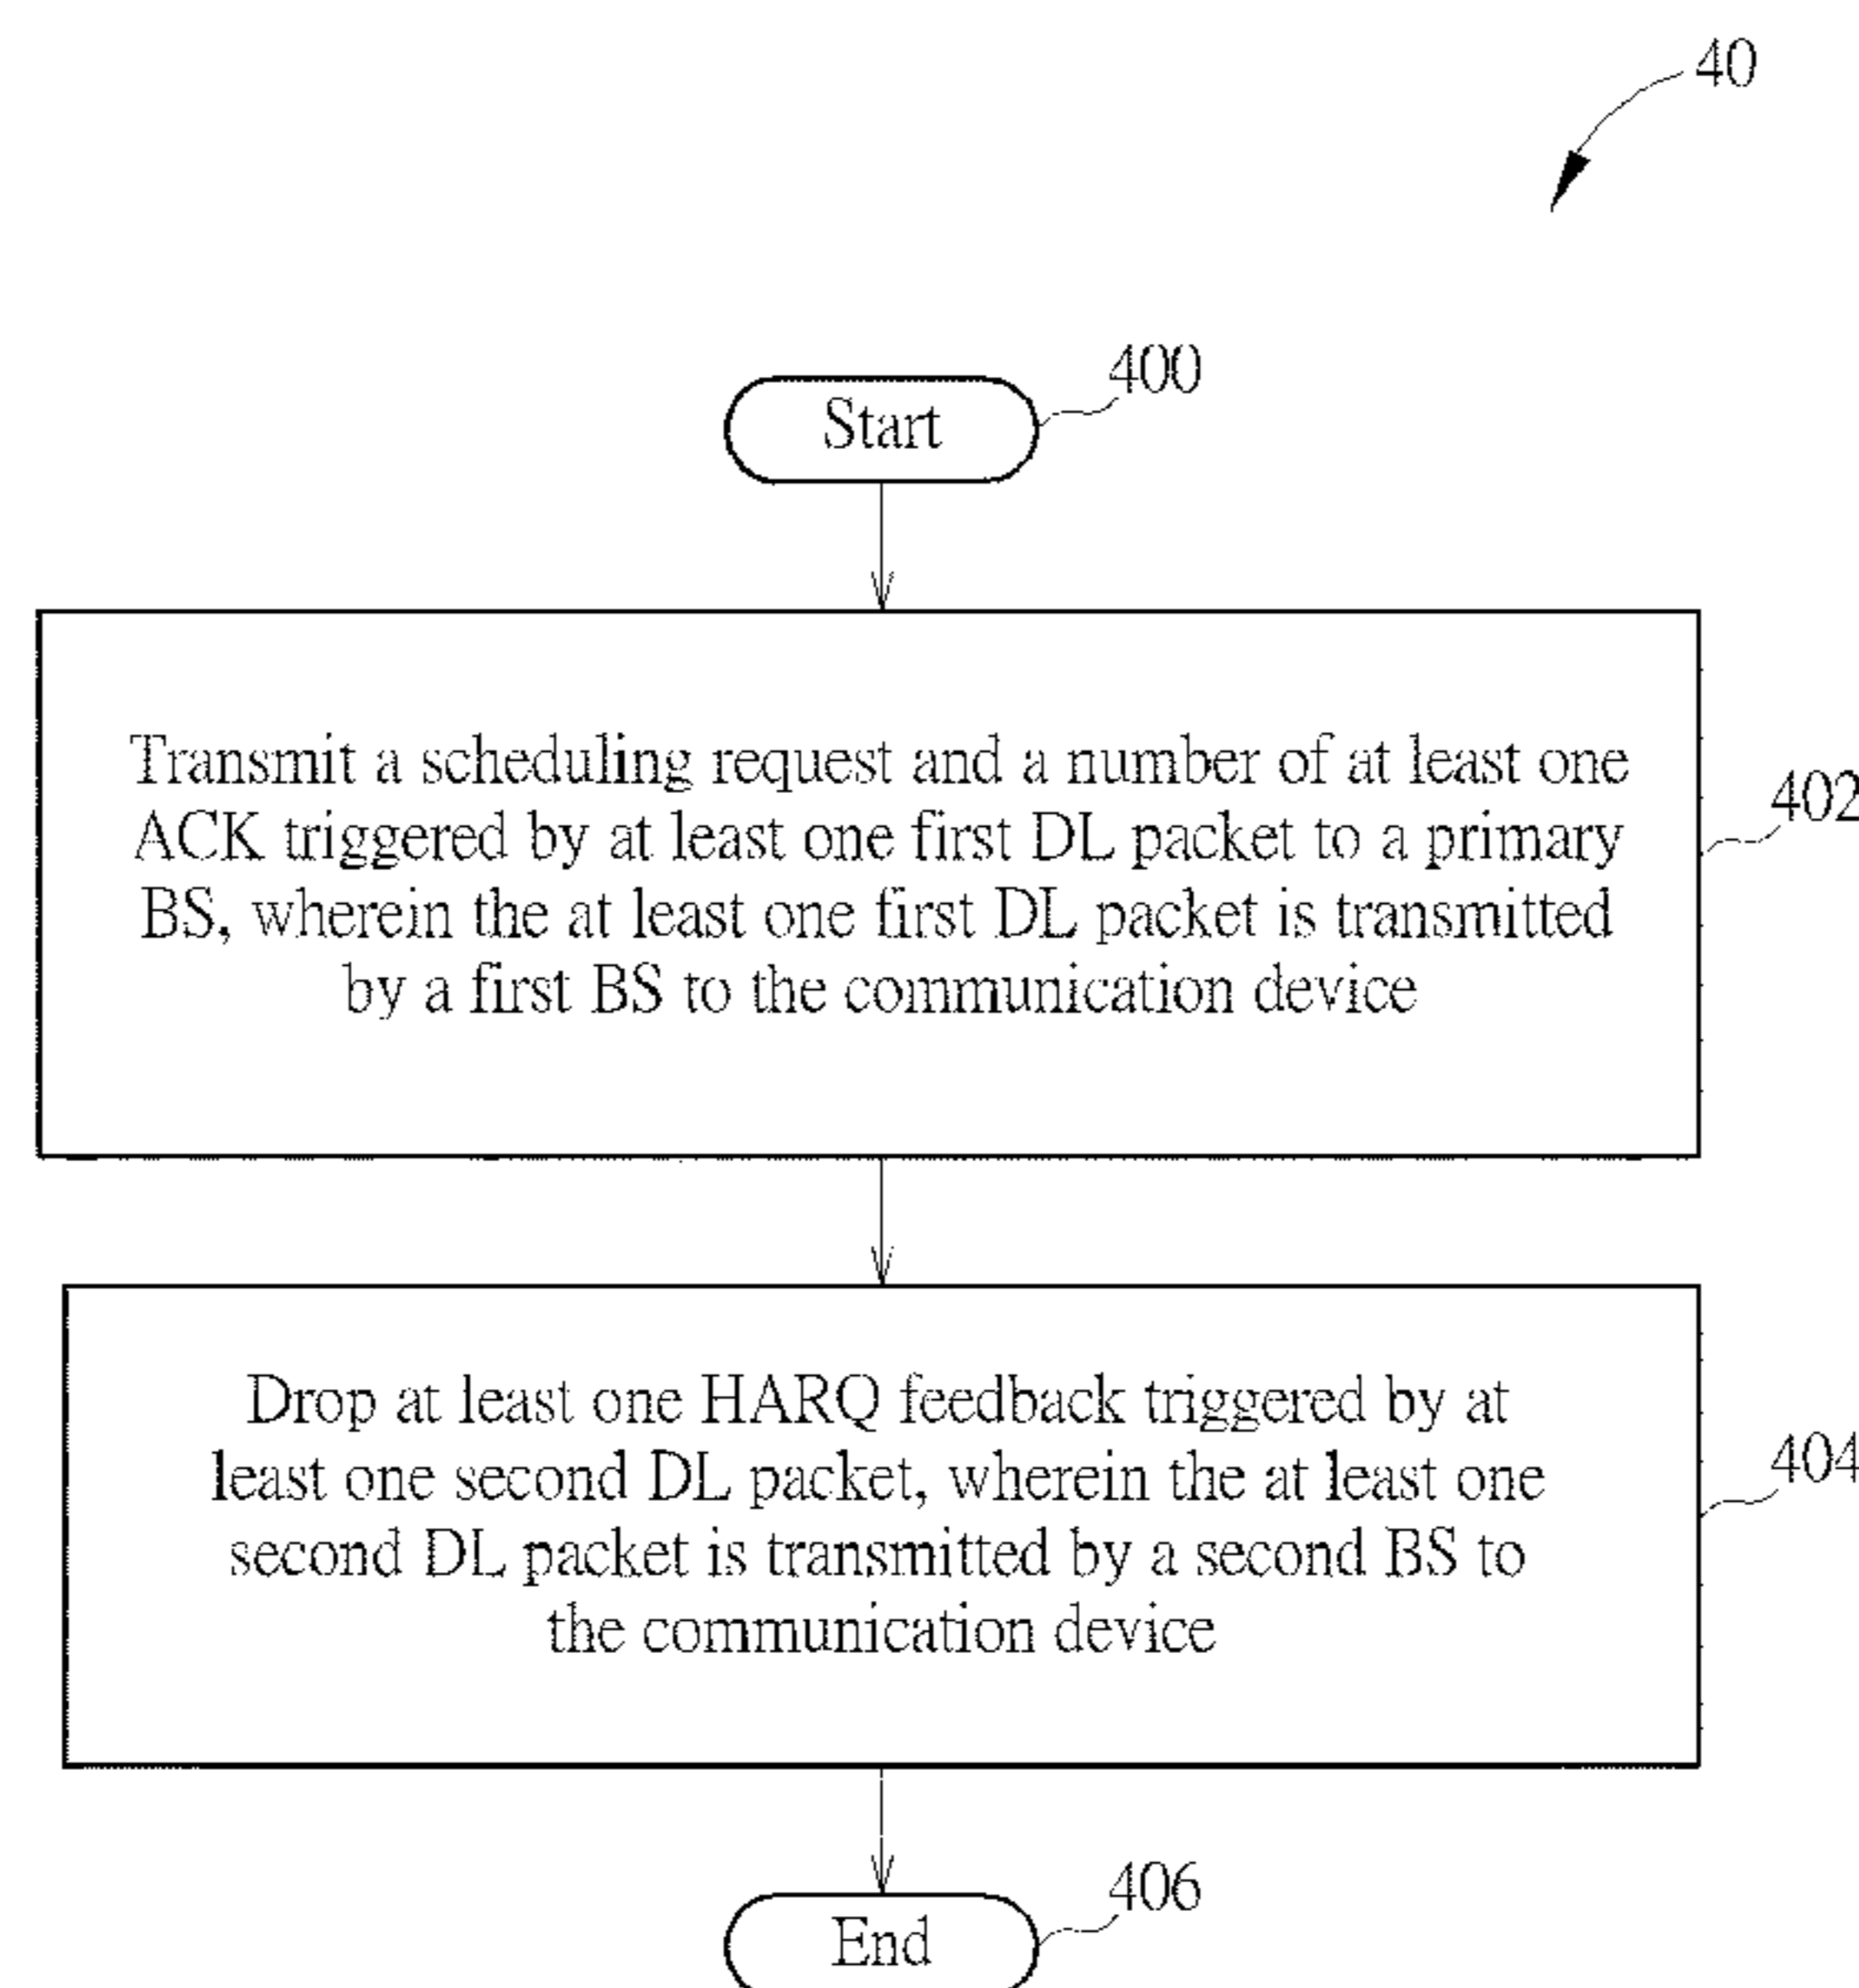 40
400
Start
Transmit a scheduling request and a number of at least one
ACK triggered by at least one first DL packet to a primary
BS, wherein the at least one first DL packet is transmitted
by a first BS to the communication device
402
Drop at least one HARQ feedback triggered by at
least one second DL packet, wherein the at least one
second DL packet is transmitted by a second BS to
the communication device
404
406
End